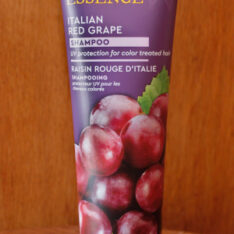 ESSENCE
ITALIAN
RED GRAPE
SHAMPOO
UV protection for color treated hair
RAISIN ROUGE D'ITALIE
SHAMPOOING
protecteur UV pour les
cheveux colorés